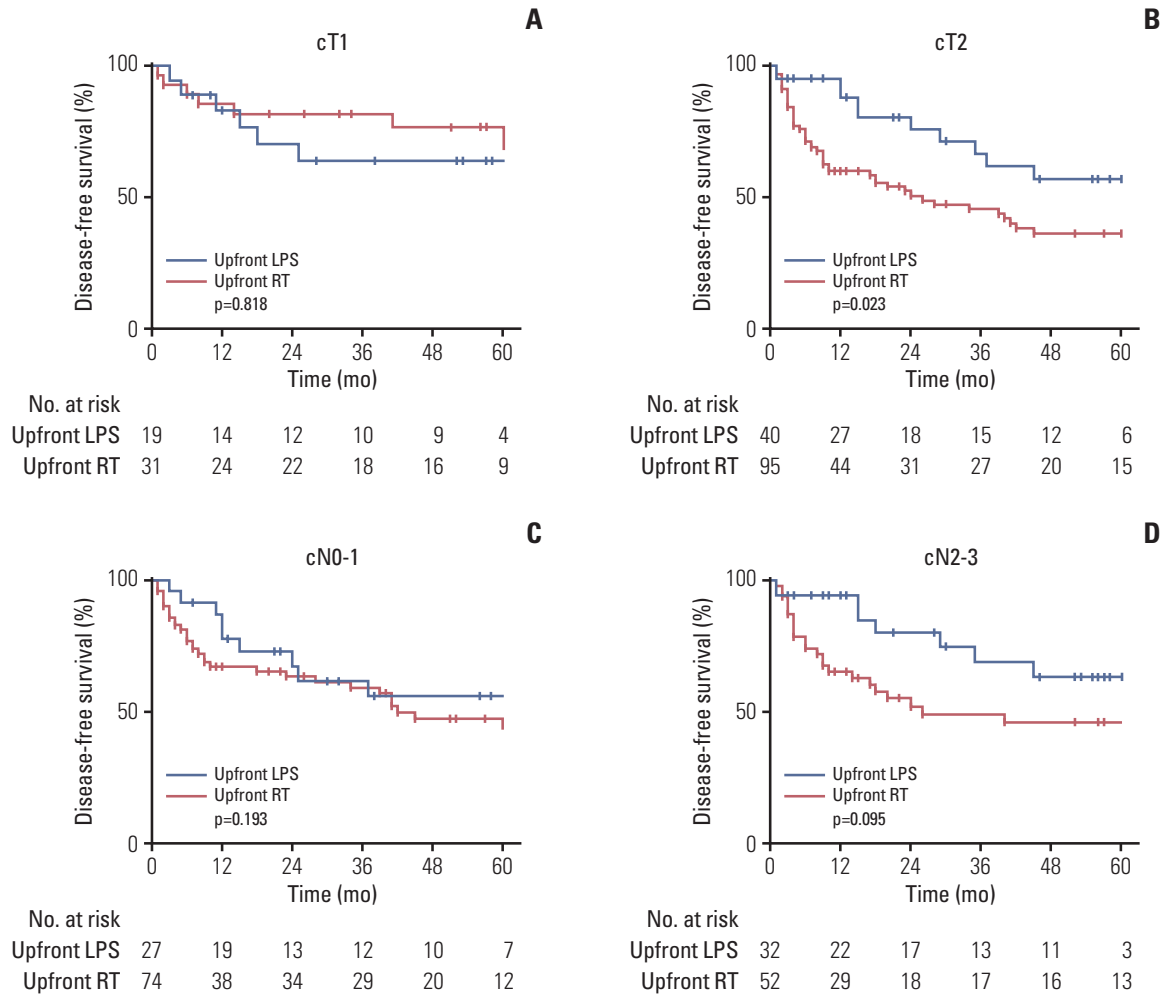 A
cT1
Disease-free survival (%)
100
50
0
Upfront LPS
Upfront RT
p=0.818
0 12 24 36 48 60
Time (mo)
No. at risk
Upfront LPS 19 14 12 10 9 4
Upfront RT 31 24 22 18 16 9
B
cT2
Disease-free survival (%)
100
50
0
Upfront LPS
Upfront RT
p=0.023
0 12 24 36 48 60
Time (mo)
No. at risk
Upfront LPS 40 27 18 15 12 6
Upfront RT 95 44 31 27 20 15
C
cN0-1
Disease-free survival (%)
100
50
0
Upfront LPS
Upfront RT
p=0.193
0 12 24 36 48 60
Time (mo)
No. at risk
Upfront LPS 27 19 13 12 10 7
Upfront RT 74 38 34 29 20 12
D
cN2-3
Disease-free survival (%)
100
50
0
Upfront LPS
Upfront RT
p=0.095
0 12 24 36 48 60
Time (mo)
No. at risk
Upfront LPS 32 22 17 13 11 3
Upfront RT 52 29 18 17 16 13